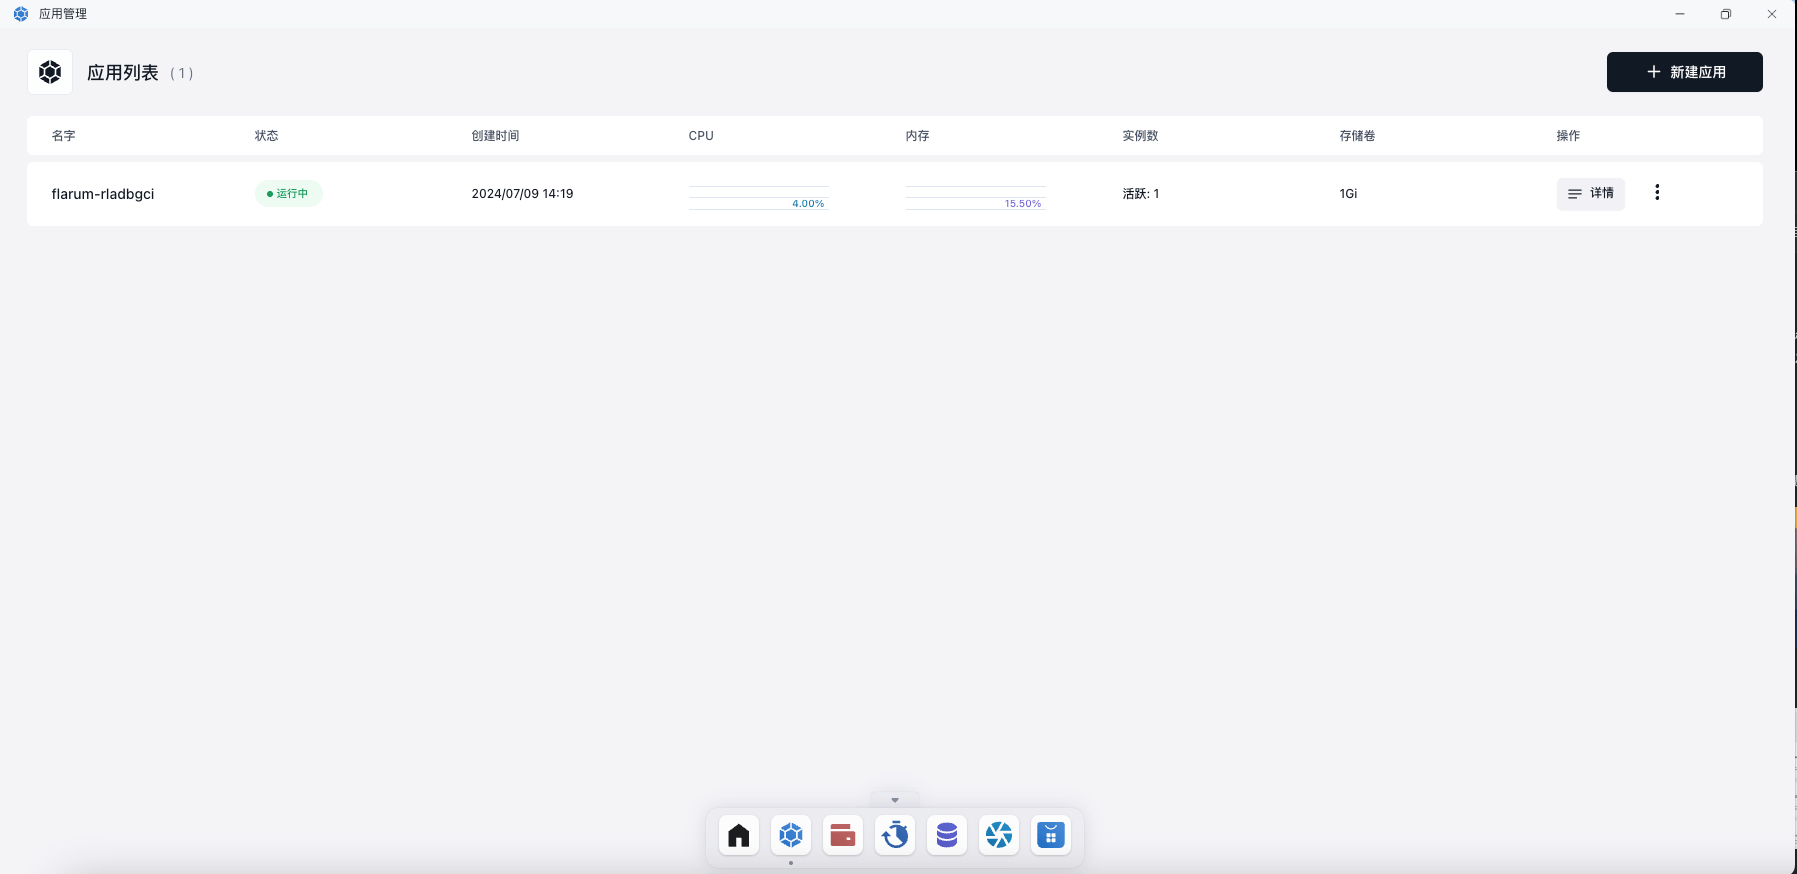 应用管理
应用列表 ( 1 )
新建应用
名字 状态 创建时间 CPU 内存 实例数 存储卷 操作
flarum-rladbgci 运行中 2024/07/09 14:19 4.00% 15.50% 活跃: 1 1Gi 详情